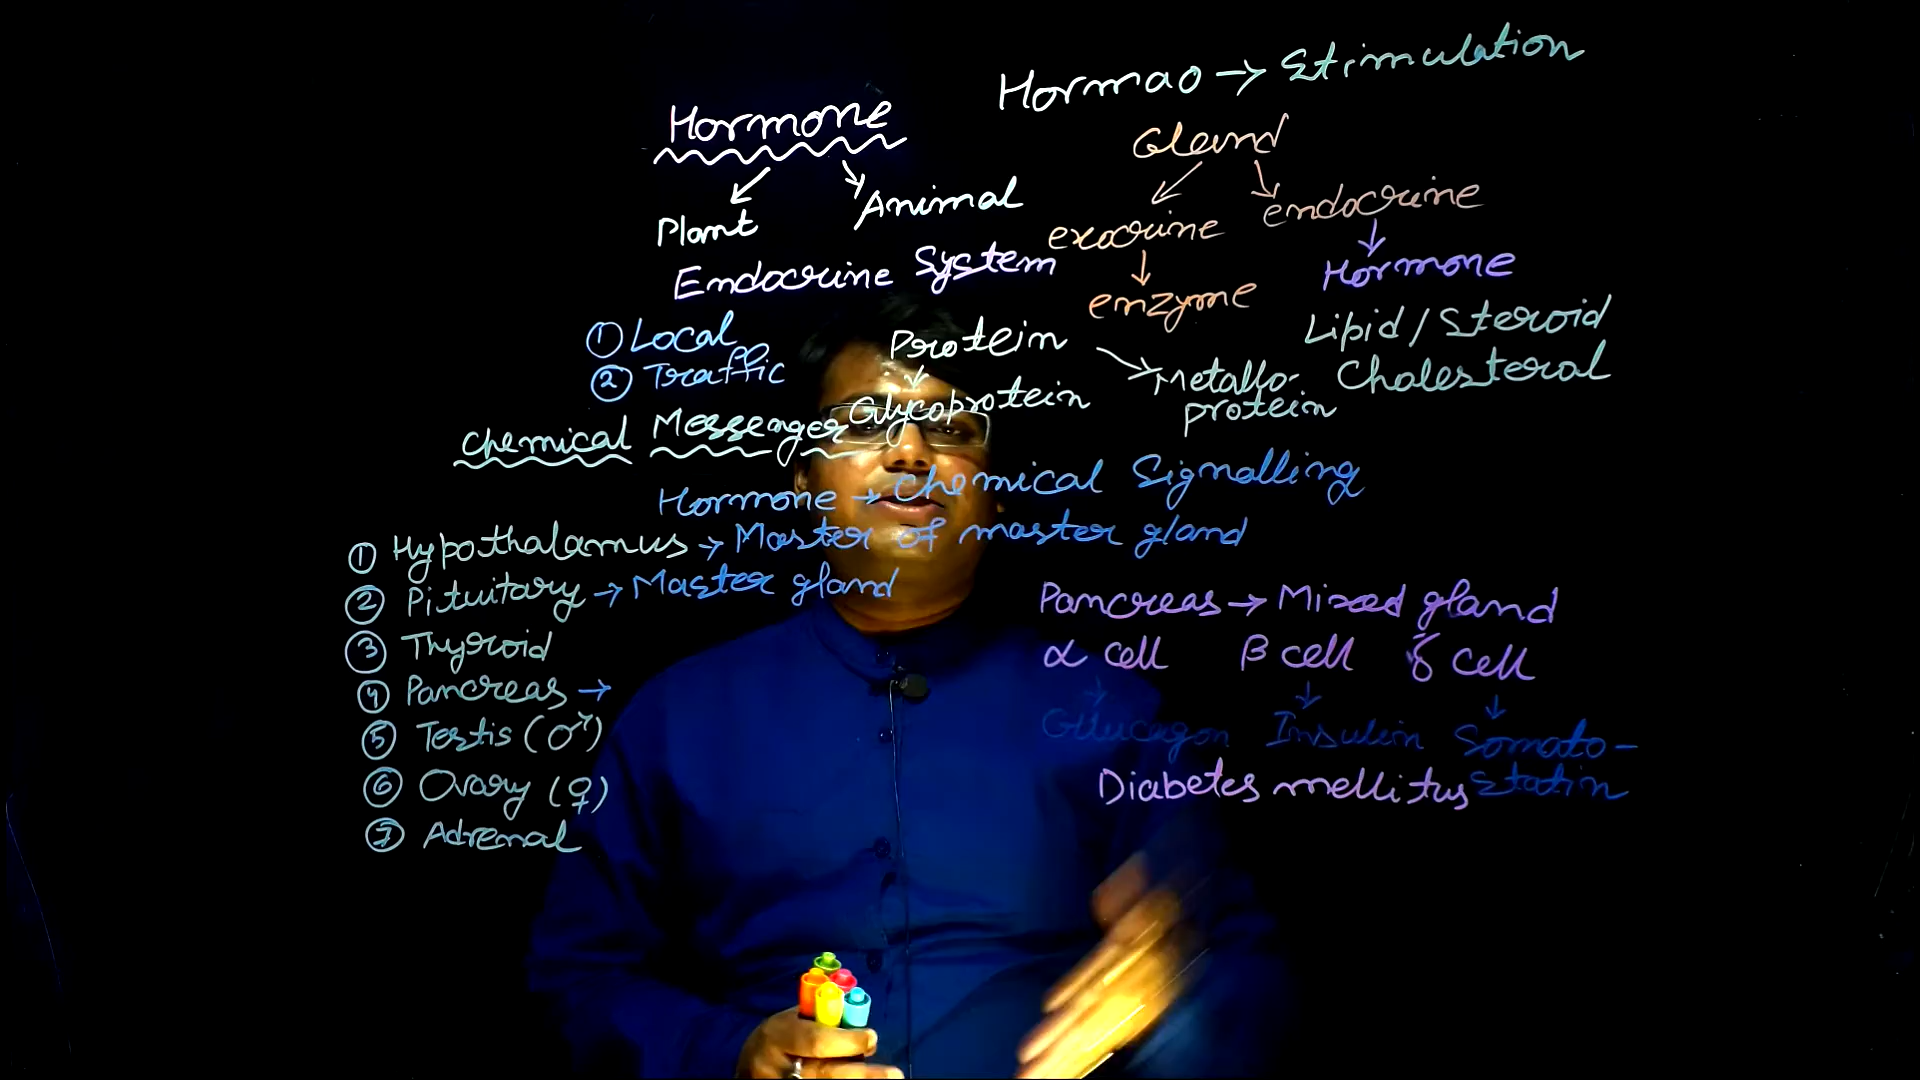 Hormao → Stimulation
Hormone
Plant Animal
Gland
exocrine endocrine
enzyme Hormone
Endocrine System
① Local
② Traffic
Protein
Glycoprotein
Metallo-
protein
Lipid / Steroid
Cholesteral
Chemical Messenger
Hormone → Chemical Signalling
① Hypothalamus → Master of master gland
② Pituitary → Master gland
③ Thyroid
④ Pancreas →
⑤ Testis (♂)
⑥ Ovary (♀)
⑦ Adrenal
Pancreas → Mixed gland
α cell β cell δ cell
Glucagon Insulin Somato-
statin
Diabetes mellitus